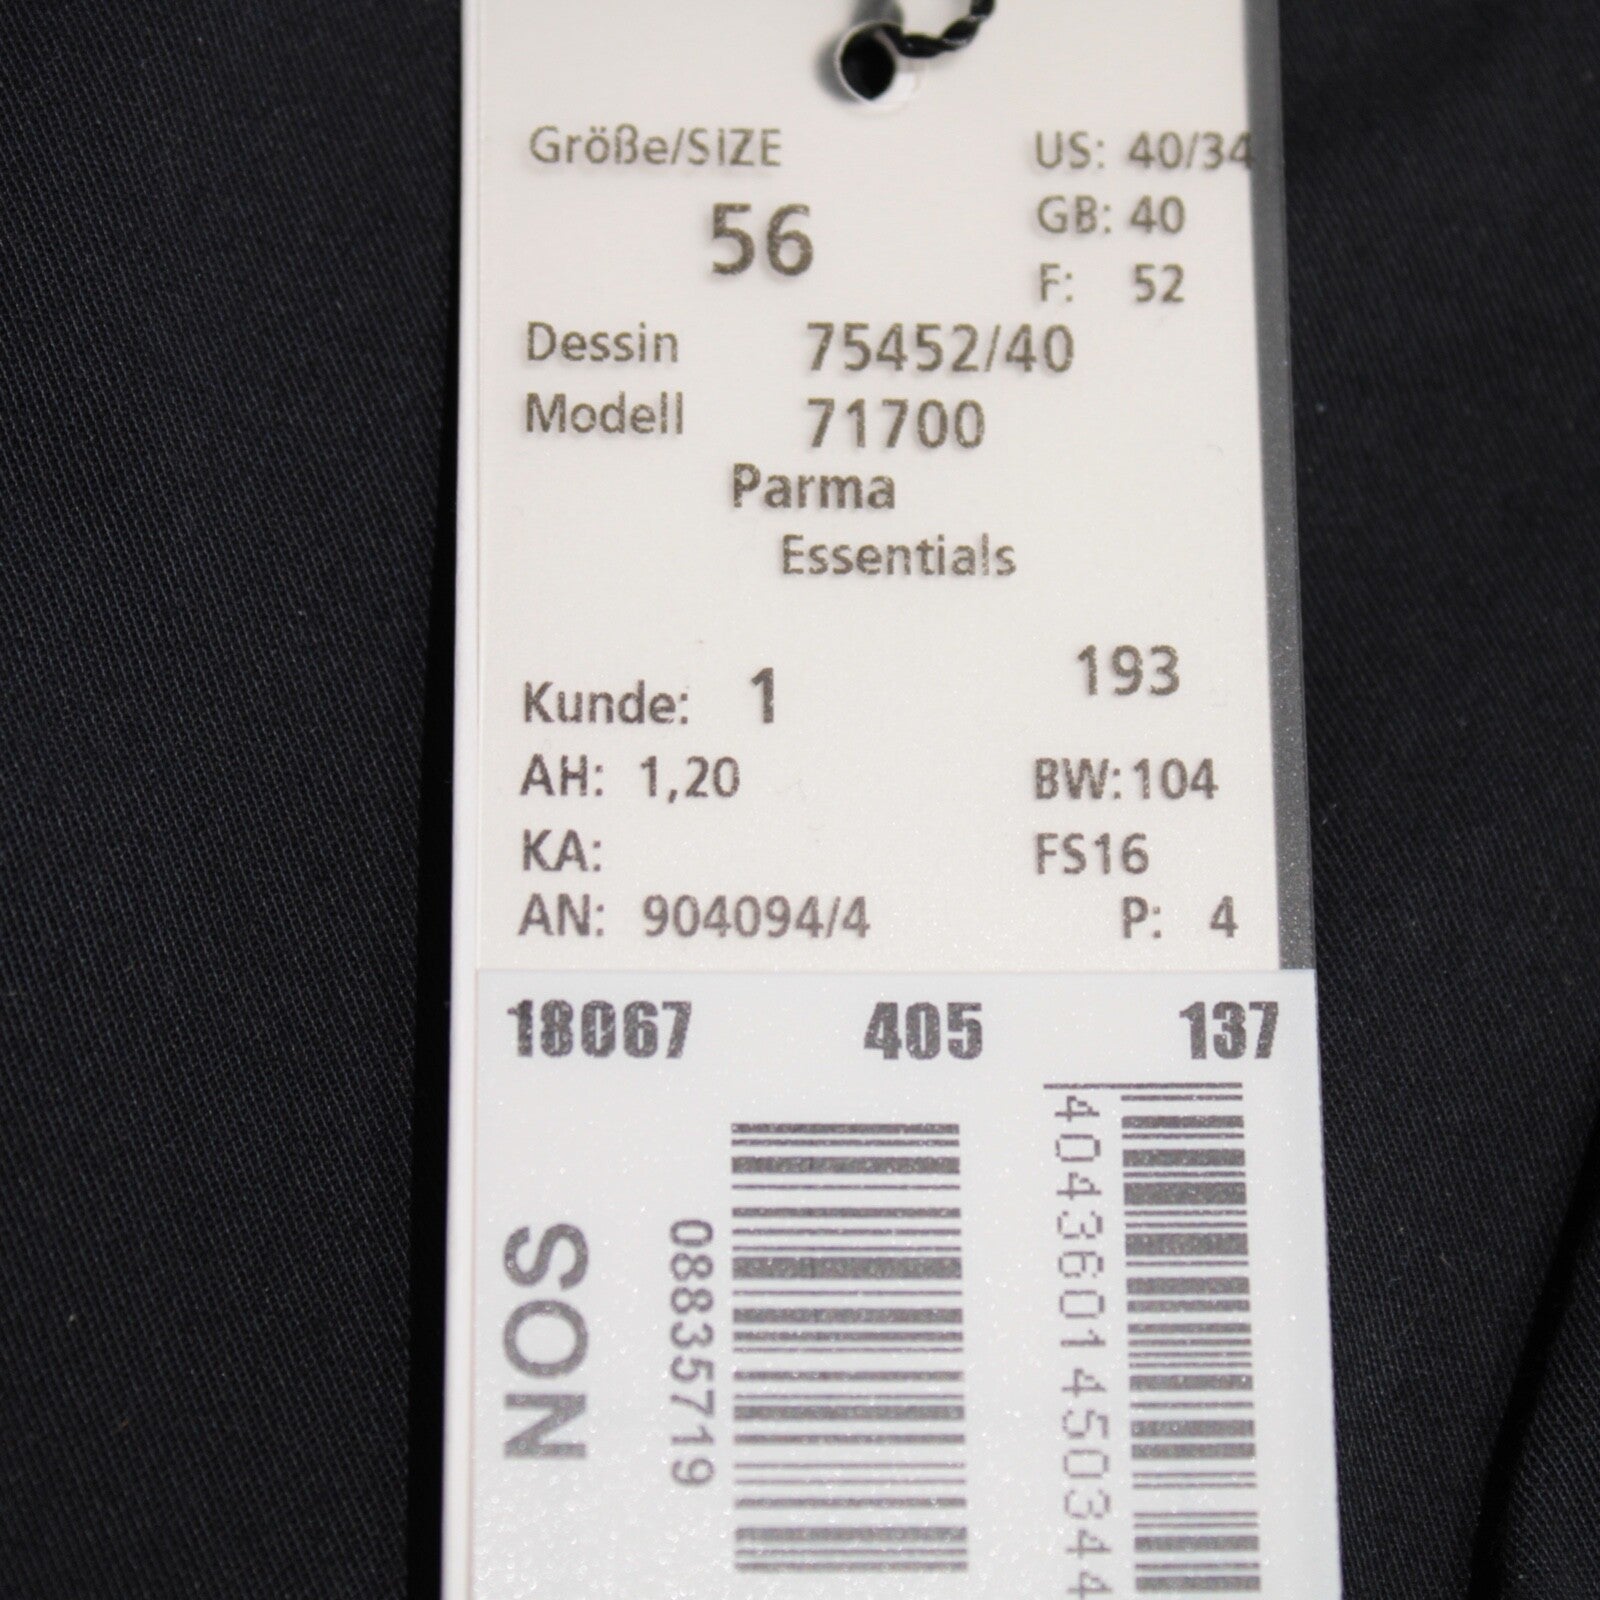 Größe/SIZE
56
US: 40/34
GB: 40
F: 52
Dessin 75452/40
Modell 71700
Parma
Essentials
193
Kunde: 1
AH: 1,20 BW: 104
KA: FS16
AN: 904094/4 P: 4
18067 405 137
NOS
08835719
4043601450344